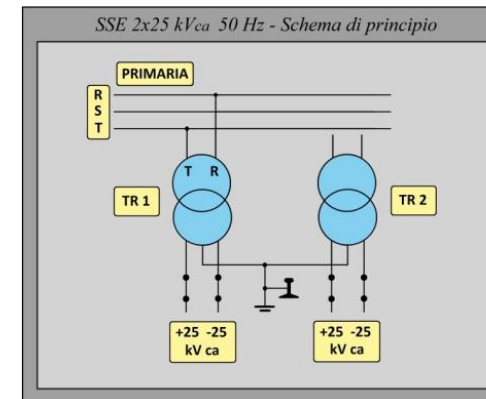 SSE 2x25 kVca 50 Hz - Schema di principio
PRIMARIA
R
S
T
T R
TR 1
TR 2
+25 -25
kV ca
+25 -25
kV ca